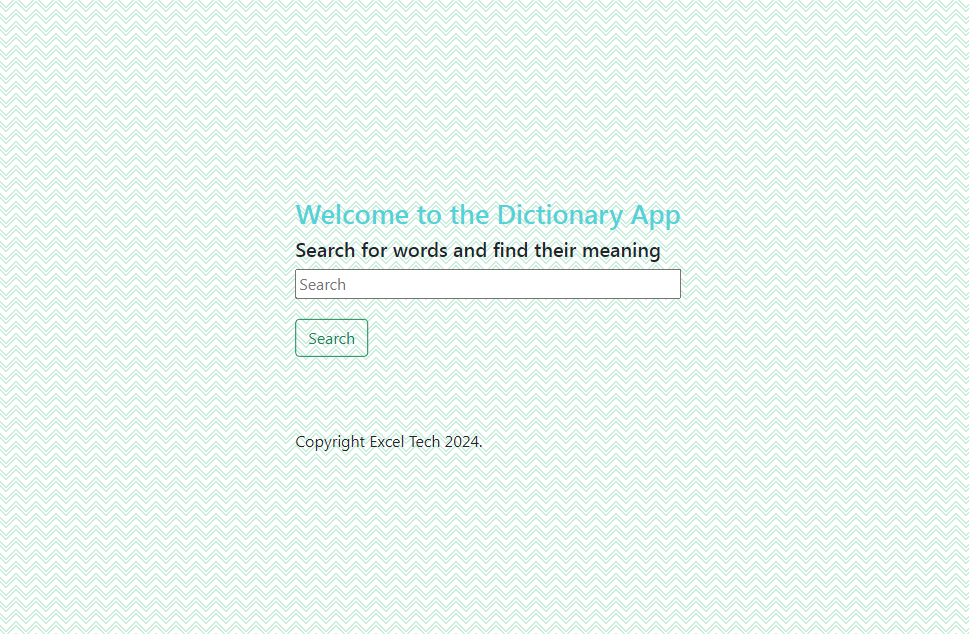 Welcome to the Dictionary App
Search for words and find their meaning
Search
Search
Copyright Excel Tech 2024.